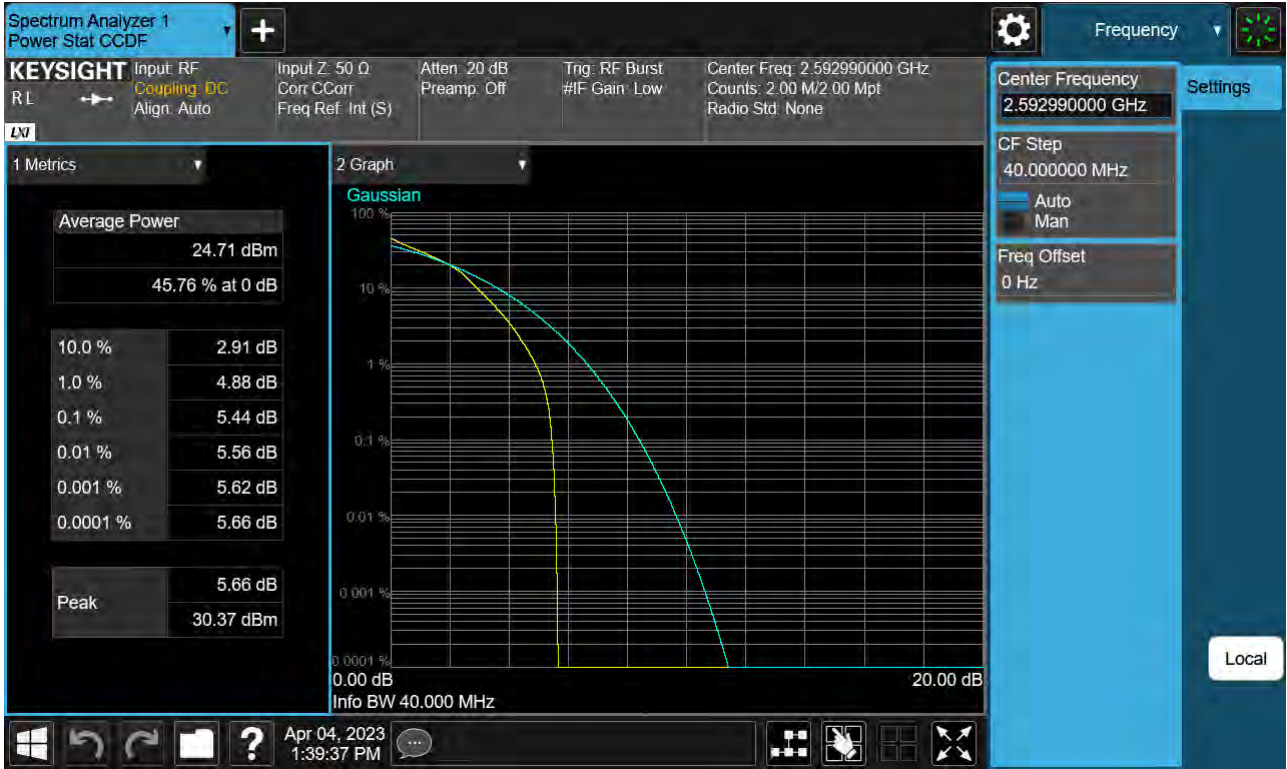 Spectrum Analyzer 1
Power Stat CCDF
Frequency
KEYSIGHT
R L
LXI
Input: RF
Coupling: DC
Align: Auto
Input Z: 50 Ω
Corr CCorr
Freq Ref: Int (S)
Atten: 20 dB
Preamp: Off
Trig: RF Burst
#IF Gain: Low
Center Freq: 2.592990000 GHz
Counts: 2.00 M/2.00 Mpt
Radio Std: None
1 Metrics
Average Power
24.71 dBm
45.76 % at 0 dB
10.0 % 2.91 dB
1.0 % 4.88 dB
0.1 % 5.44 dB
0.01 % 5.56 dB
0.001 % 5.62 dB
0.0001 % 5.66 dB
Peak
5.66 dB
30.37 dBm
2 Graph
Gaussian
100 %
10 %
1 %
0.1 %
0.01 %
0.001 %
0.0001 %
0.00 dB 20.00 dB
Info BW 40.000 MHz
Center Frequency
2.592990000 GHz
CF Step
40.000000 MHz
Auto
Man
Freq Offset
0 Hz
Settings
Local
Apr 04, 2023
1:39:37 PM